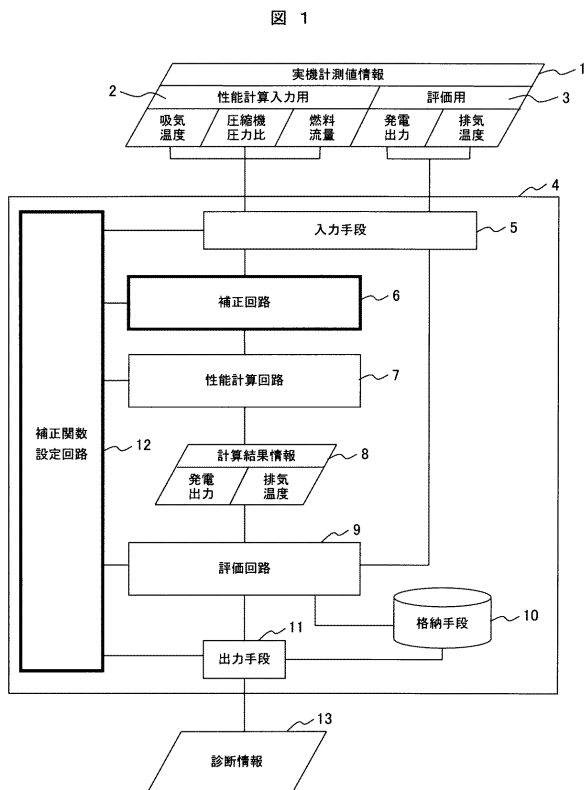 図 1
実機計測値情報
1
2
性能計算入力用
評価用
3
吸気
温度
圧縮機
圧力比
燃料
流量
発電
出力
排気
温度
4
入力手段
5
補正回路
6
性能計算回路
7
補正関数
設定回路
12
計算結果情報
8
発電
出力
排気
温度
9
評価回路
格納手段
10
11
出力手段
13
診断情報